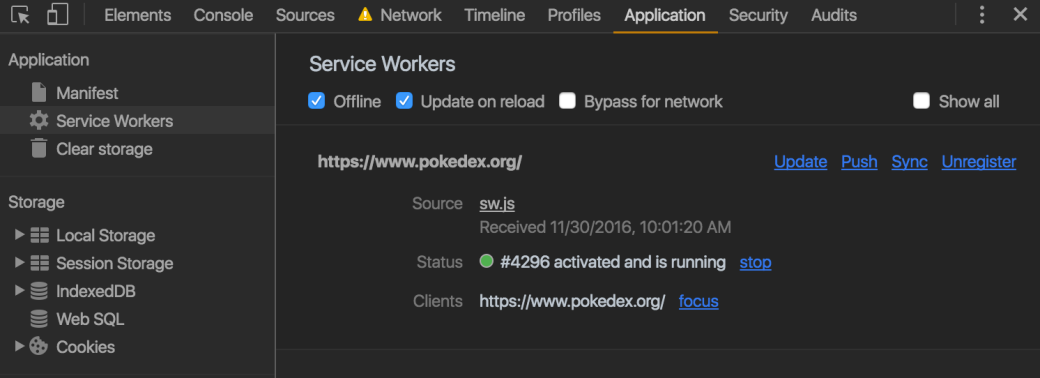 Elements Console Sources Network Timeline Profiles Application Security Audits
Application
Manifest
Service Workers
Clear storage
Storage
Local Storage
Session Storage
IndexedDB
Web SQL
Cookies
Service Workers
Offline Update on reload Bypass for network Show all
https://www.pokedex.org/ Update Push Sync Unregister
Source sw.js
Received 11/30/2016, 10:01:20 AM
Status #4296 activated and is running stop
Clients https://www.pokedex.org/ focus